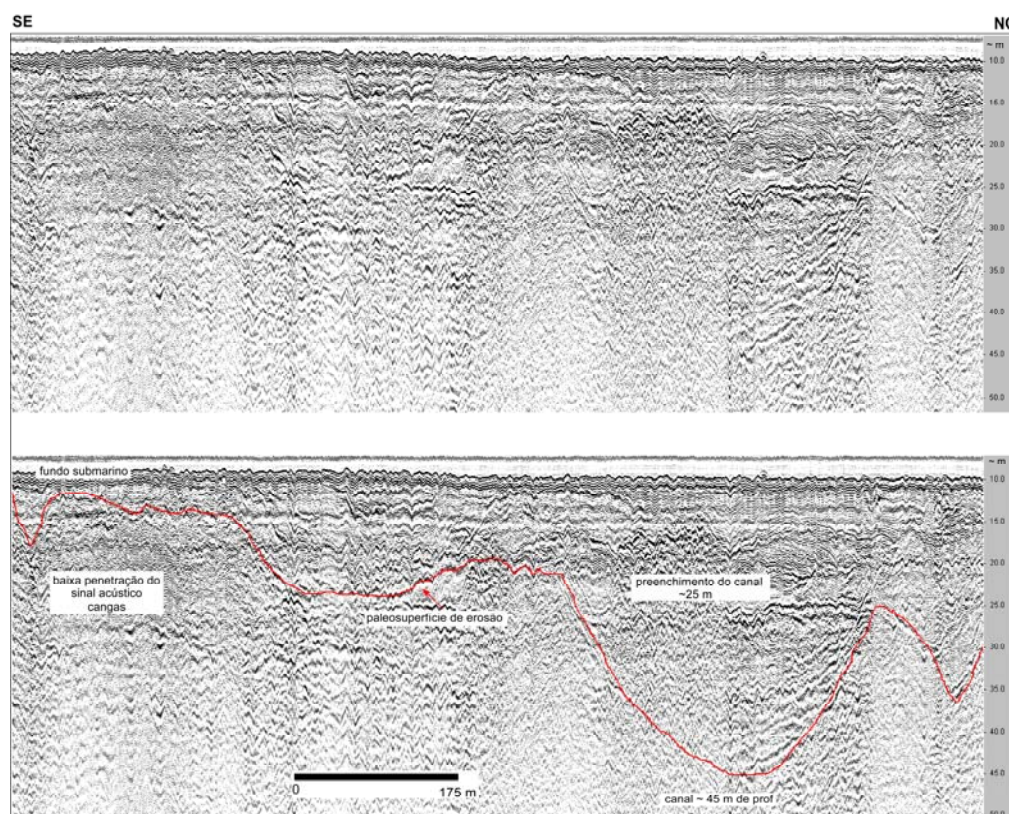 SE
NO
~ m
10.0
15.0
20.0
25.0
30.0
35.0
40.0
45.0
50.0
~ m
fundo submarino
10.0
15.0
20.0
baixa penetração do
sinal acústico
cangas
preenchimento do canal
~25 m
25.0
paleosuperfície de erosão
30.0
35.0
40.0
45.0
0
175 m
canal ~ 45 m de prof
50.0